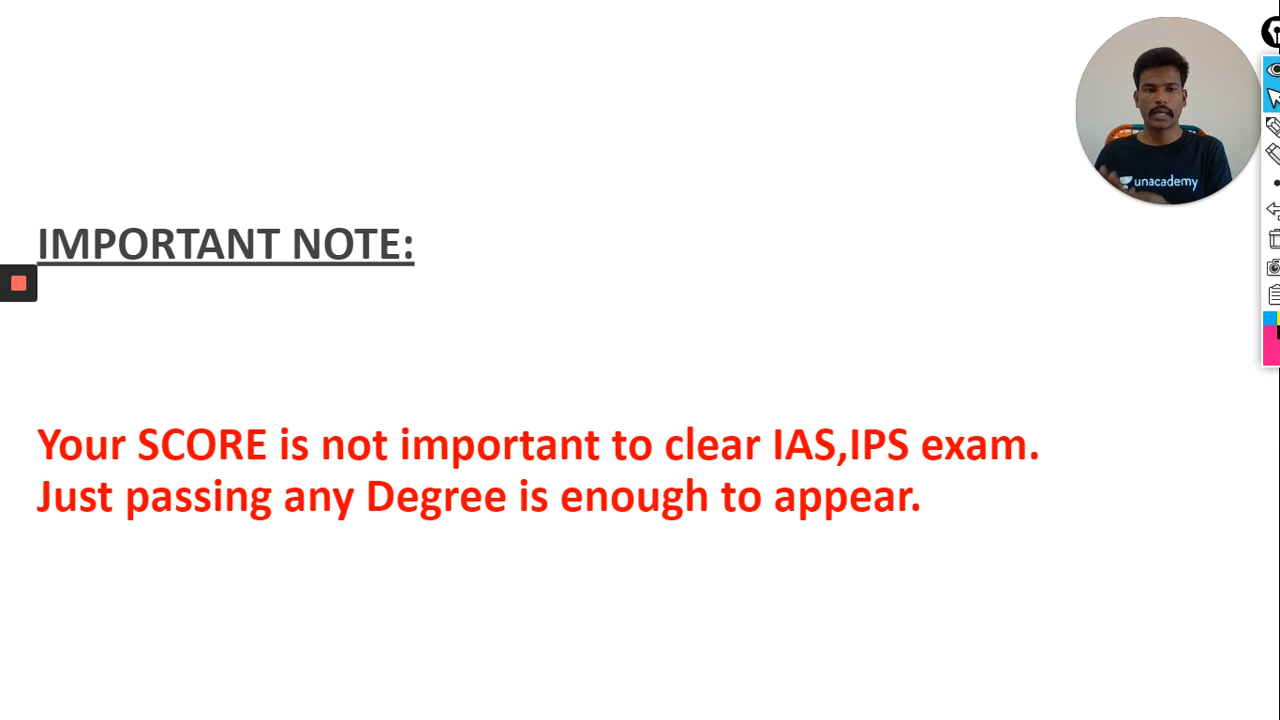 unacademy
IMPORTANT NOTE:
Your SCORE is not important to clear IAS,IPS exam.
Just passing any Degree is enough to appear.